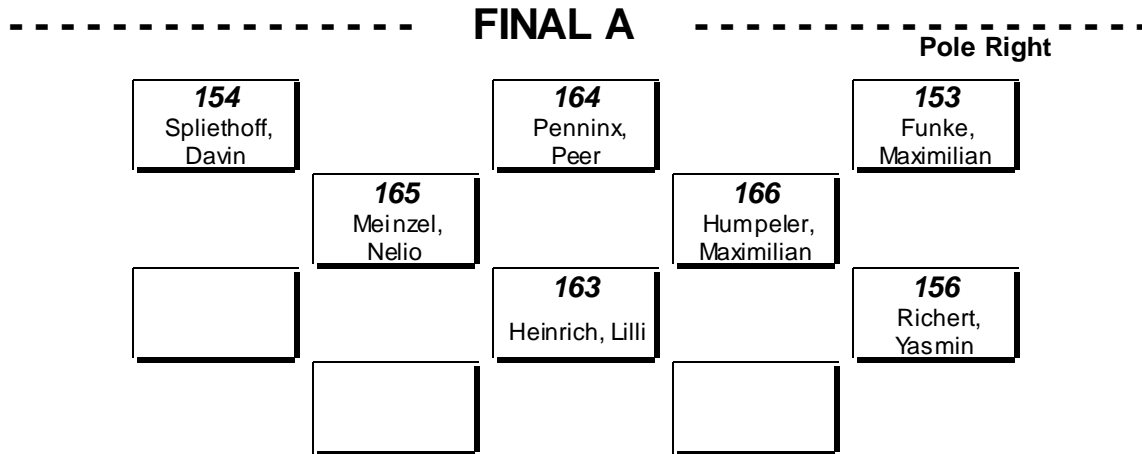 FINAL A
Pole Right
154
Spliethoff,
Davin
164
Penninx,
Peer
153
Funke,
Maximilian
165
Meinzel,
Nelio
166
Humpeler,
Maximilian
163
Heinrich, Lilli
156
Richert,
Yasmin